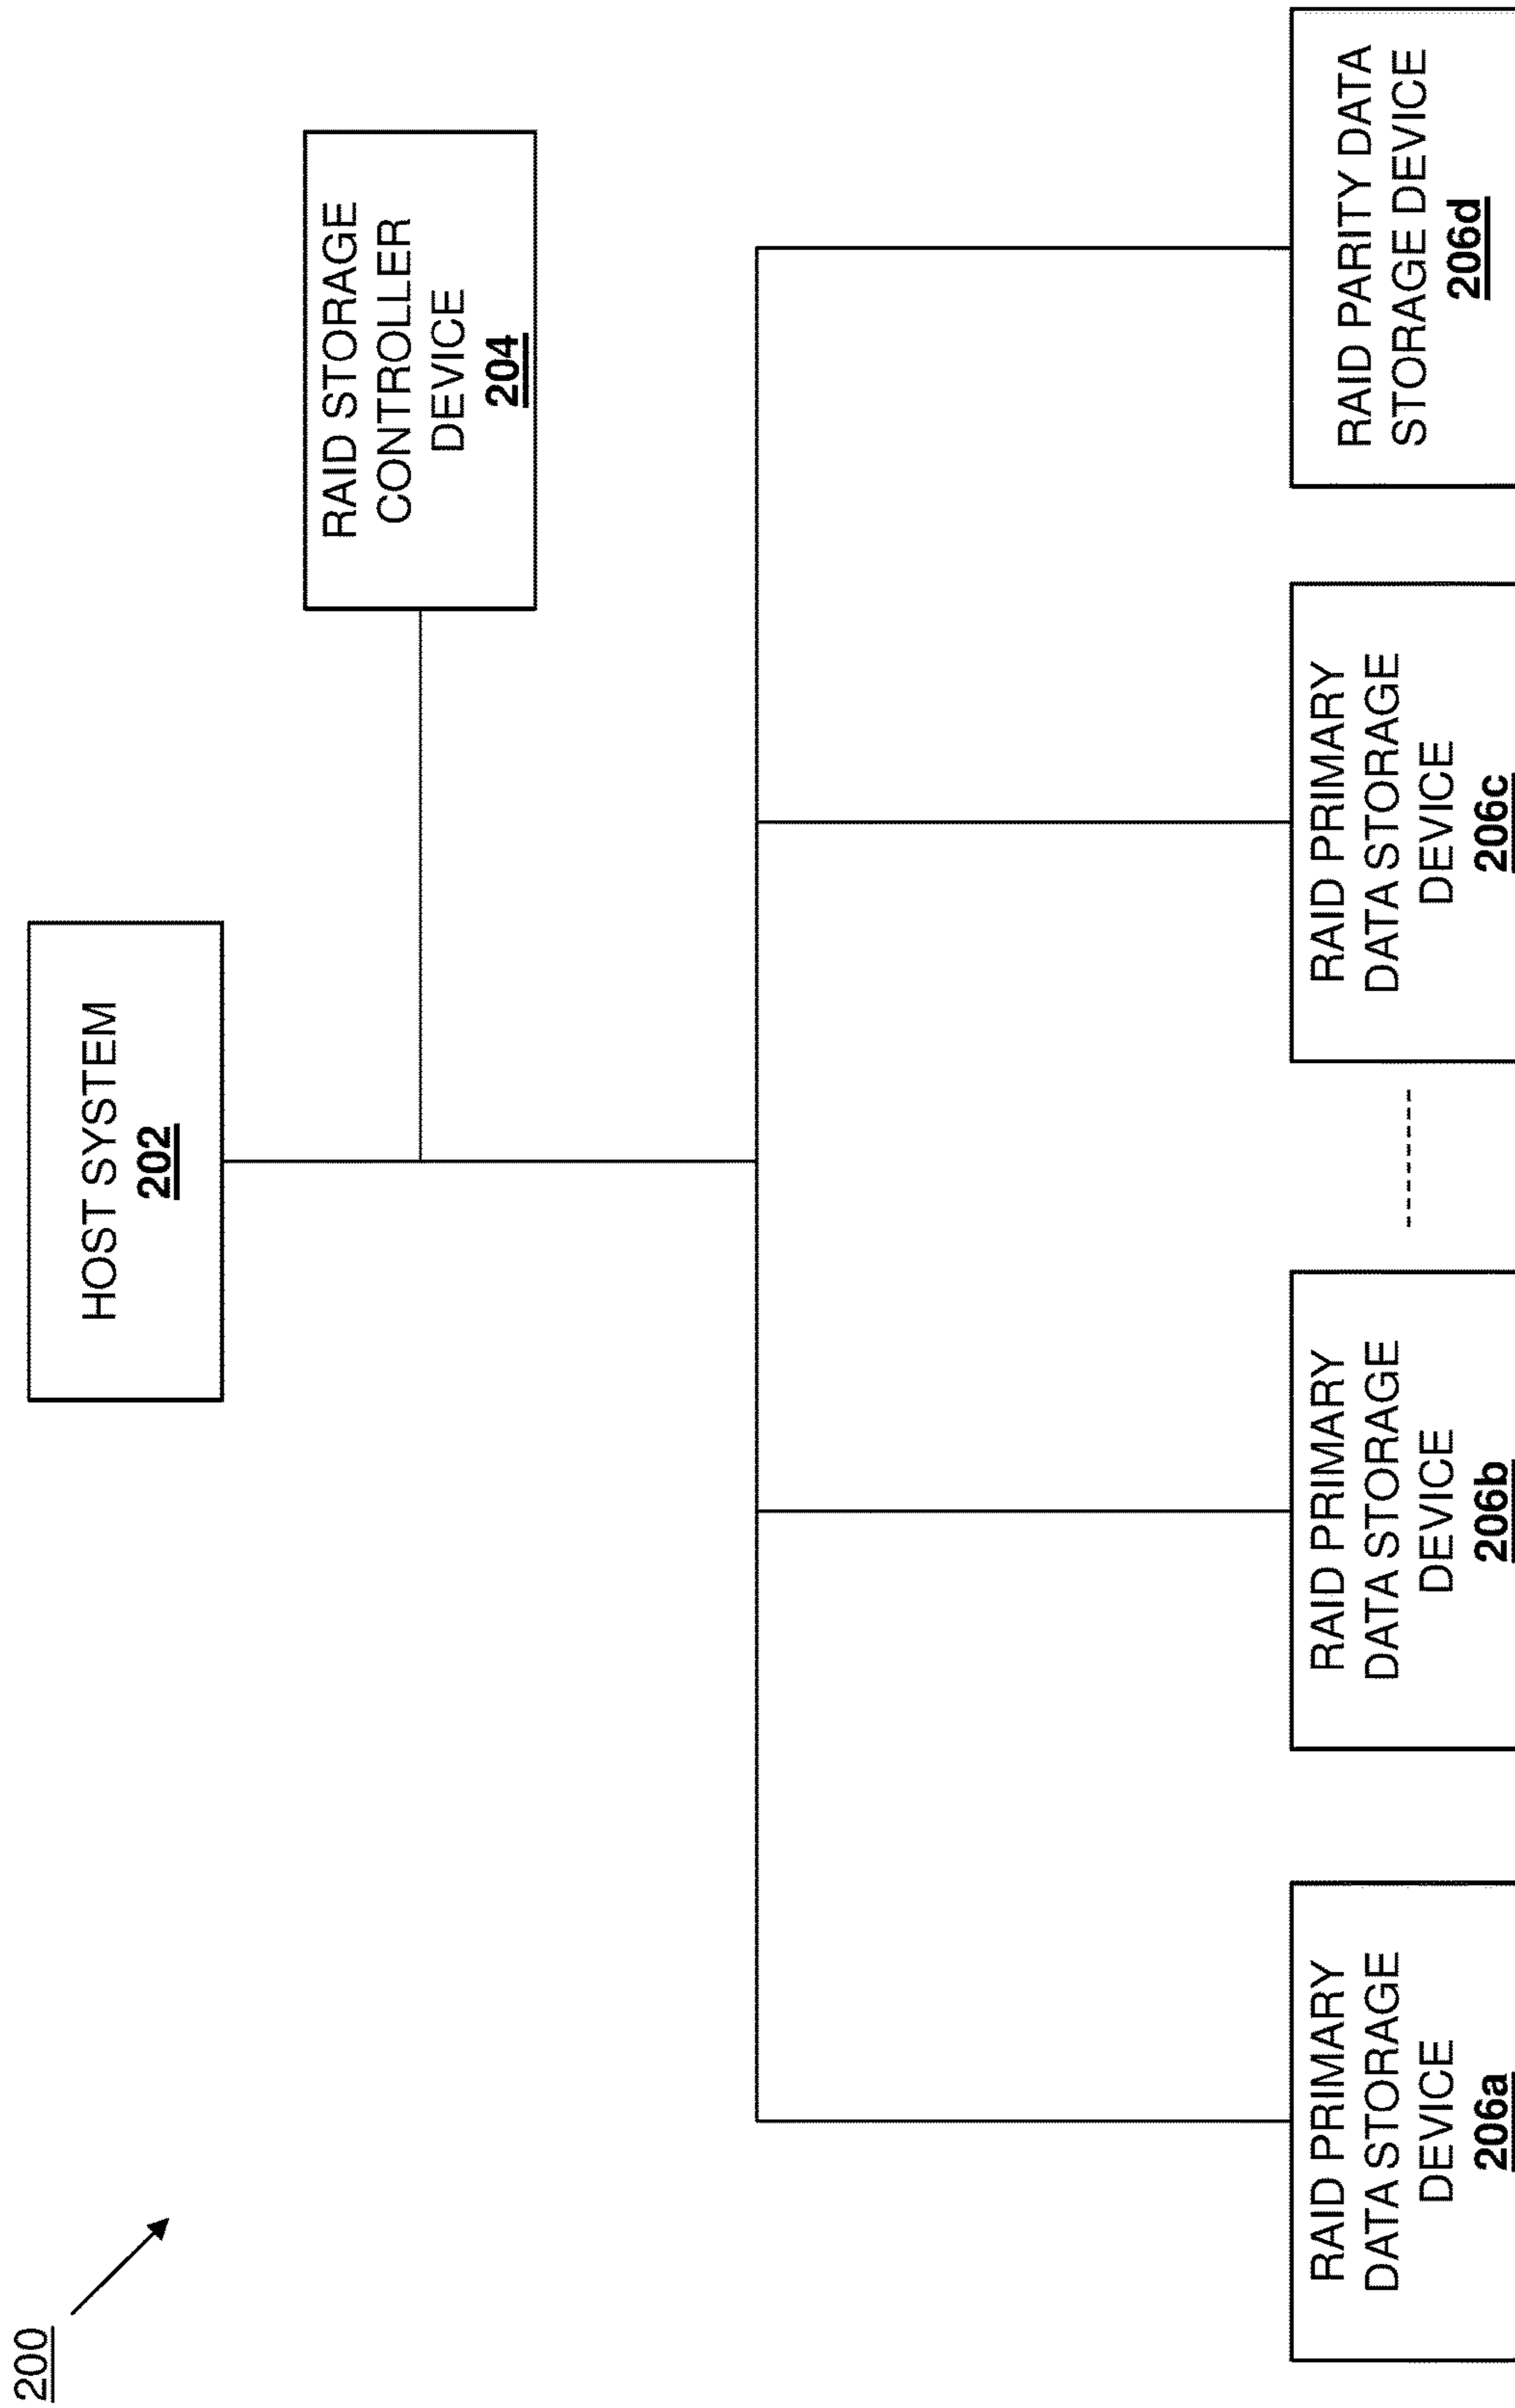 200
HOST SYSTEM
202
RAID STORAGE
CONTROLLER
DEVICE
204
RAID PRIMARY
DATA STORAGE
DEVICE
206a
RAID PRIMARY
DATA STORAGE
DEVICE
206b
RAID PRIMARY
DATA STORAGE
DEVICE
206c
RAID PARITY DATA
STORAGE DEVICE
206d